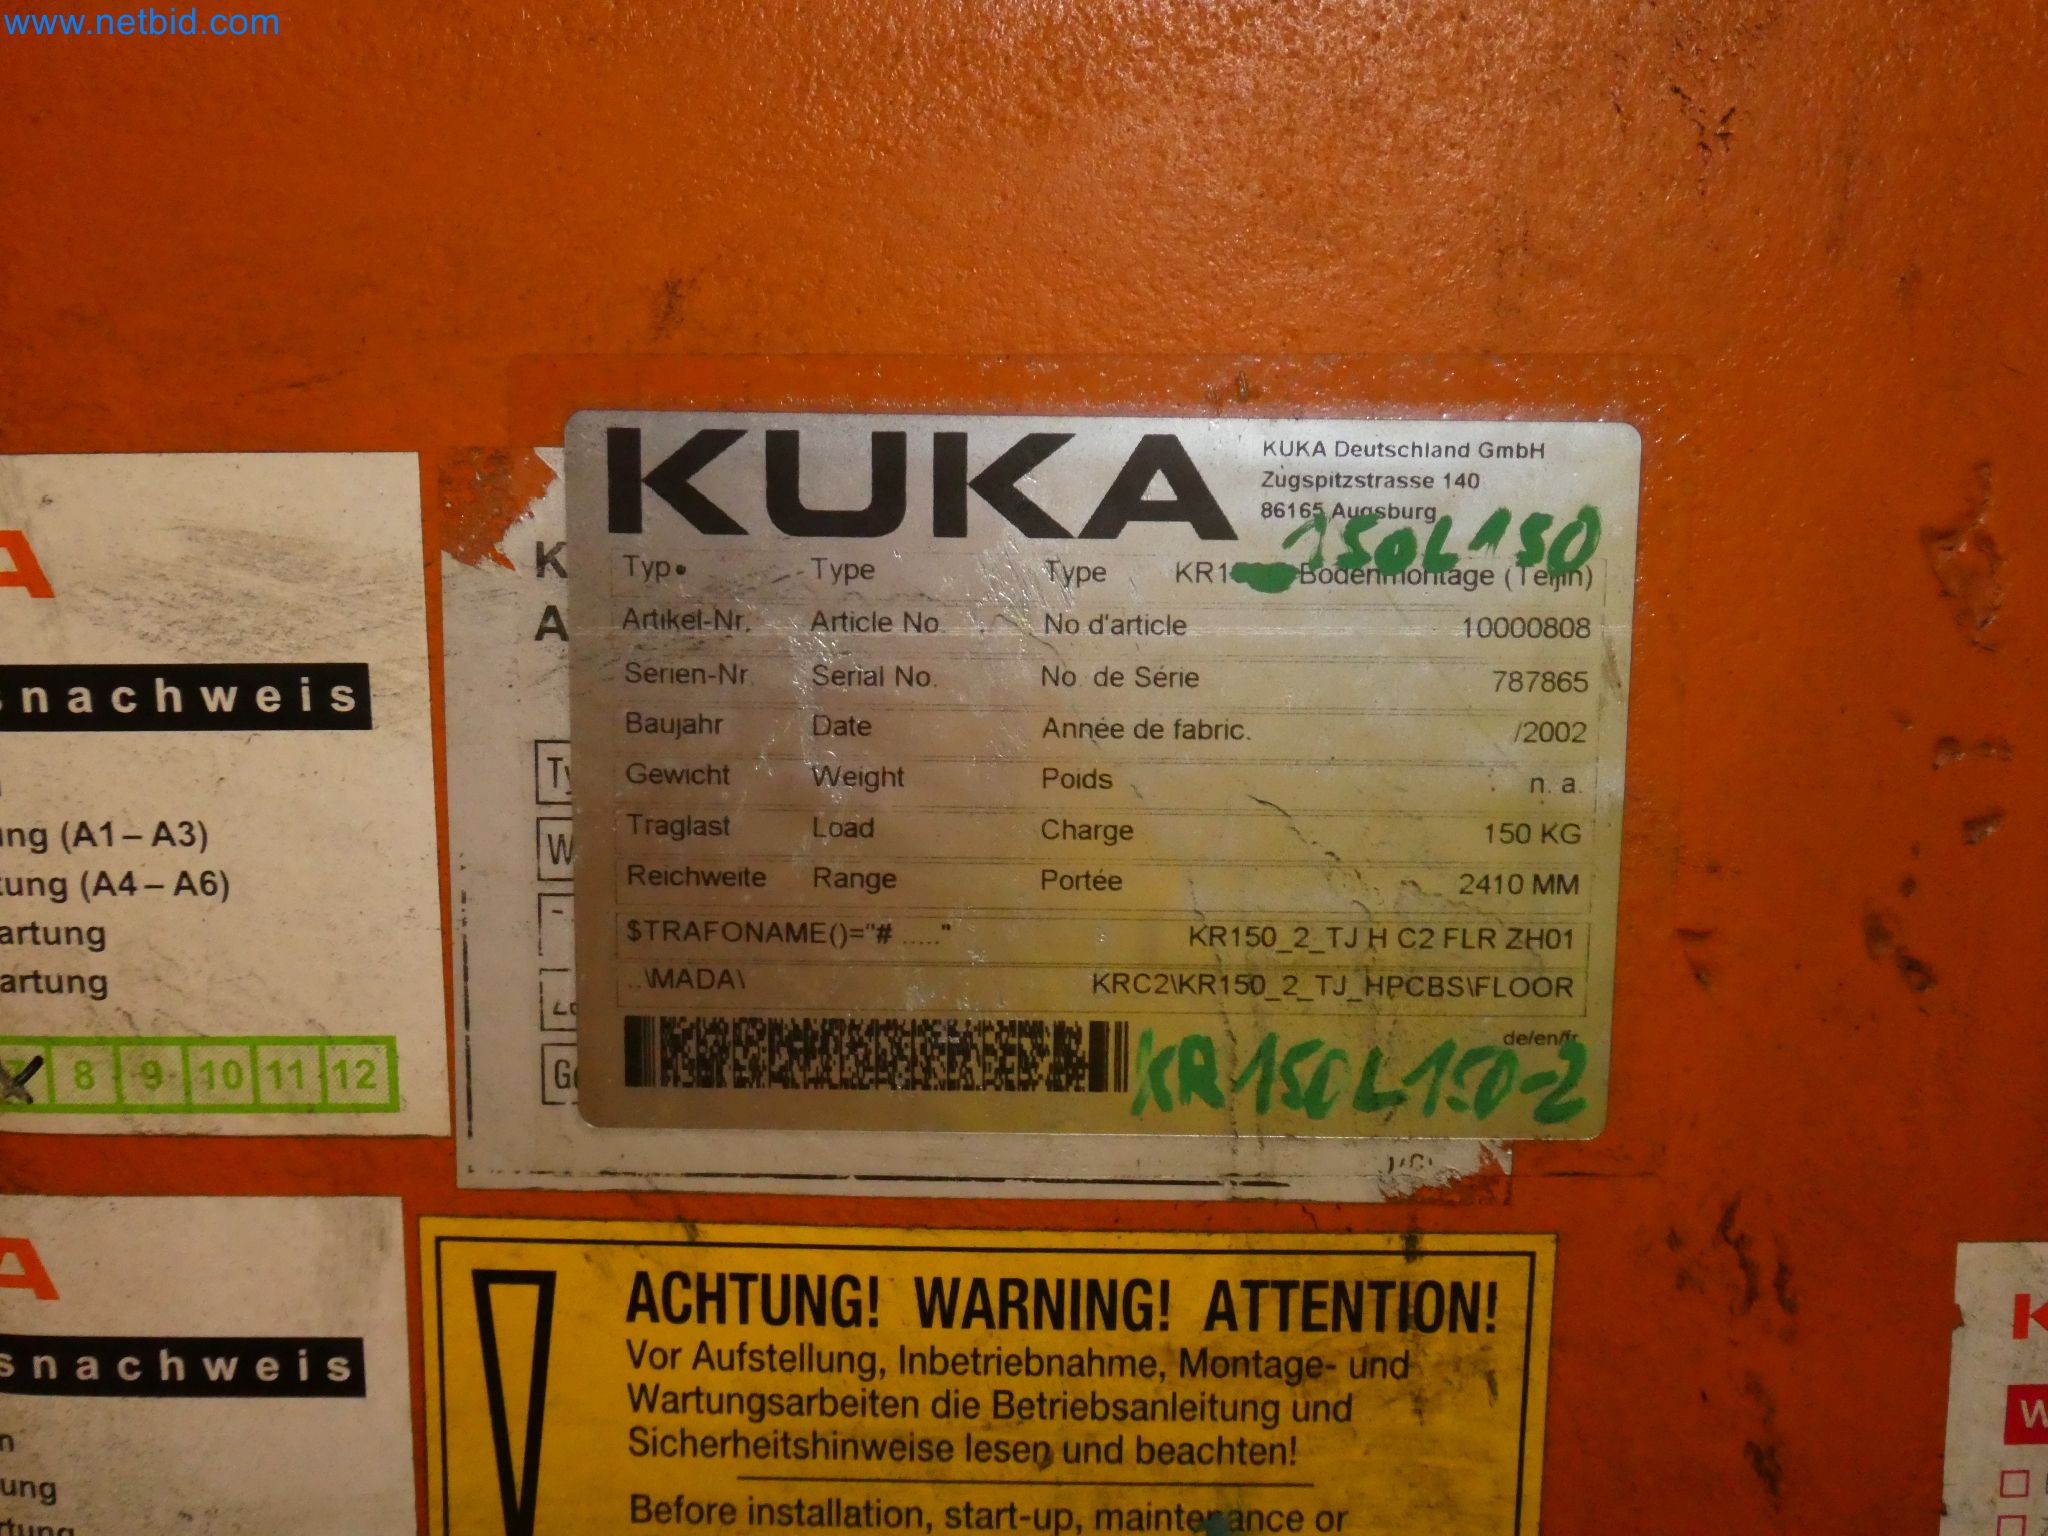 www.netbid.com
KUKA
KUKA Deutschland GmbH
Zugspitzstrasse 140
86165 Augsburg
150L150
Typ Type Type KR1 Bodenmontage (Teijin)
Artikel-Nr. Article No. No d'article 10000808
Serien-Nr. Serial No. No. de Série 787865
Baujahr Date Année de fabric. /2002
Gewicht Weight Poids n. a.
Traglast Load Charge 150 KG
Reichweite Range Portée 2410 MM
$TRAFONAME()="# ....." KR150_2_TJ H C2 FLR ZH01
..\MADA\ KRC2\KR150_2_TJ_HPCBS\FLOOR
de/en/fr
KR150L150-2
K
A
A
snachweis
ung (A1–A3)
tung (A4–A6)
artung
artung
7 8 9 10 11 12
A
snachweis
n
ung
rtung
ACHTUNG! WARNING! ATTENTION!
Vor Aufstellung, Inbetriebnahme, Montage- und
Wartungsarbeiten die Betriebsanleitung und
Sicherheitshinweise lesen und beachten!
Before installation, start-up, maintenance or
K
W